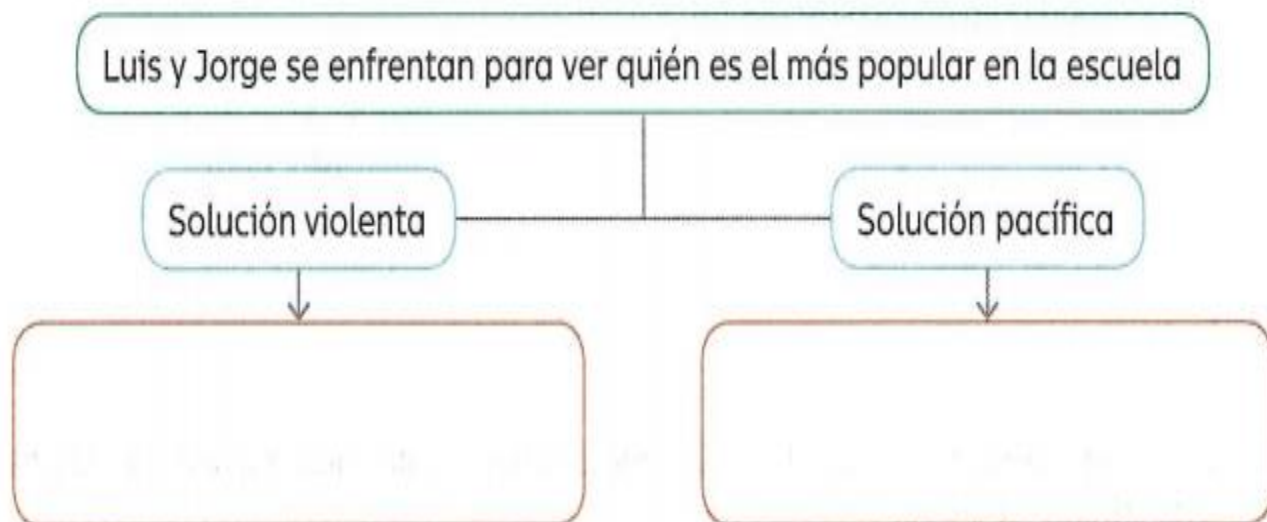 Luis y Jorge se enfrentan para ver quién es el más popular en la escuela
Solución violenta
Solución pacífica